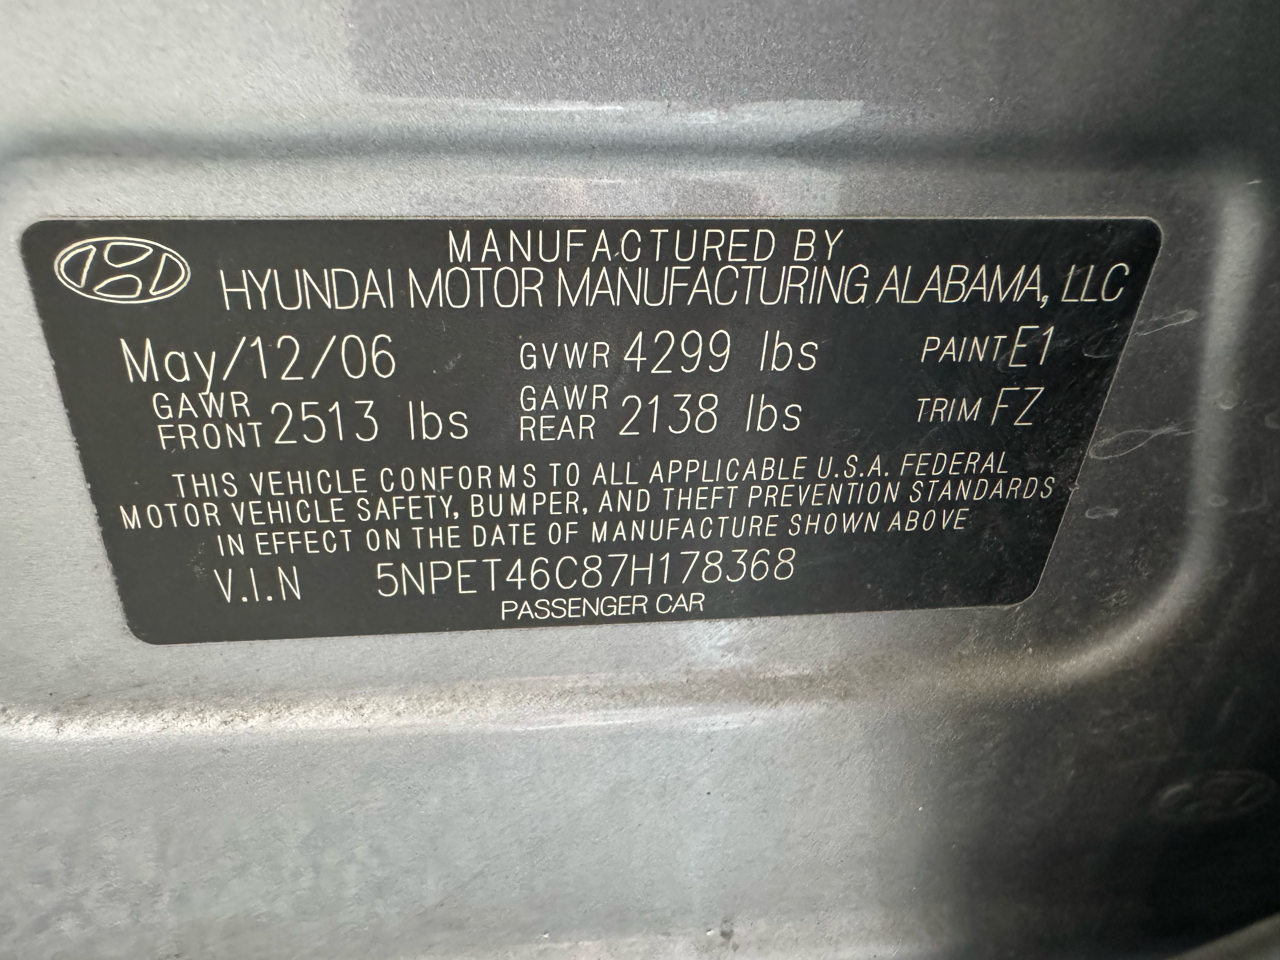 MANUFACTURED BY
HYUNDAI MOTOR MANUFACTURING ALABAMA, LLC
May/12/06 GVWR 4299 lbs PAINT E1
GAWR FRONT 2513 lbs GAWR REAR 2138 lbs TRIM FZ
THIS VEHICLE CONFORMS TO ALL APPLICABLE U.S.A. FEDERAL
MOTOR VEHICLE SAFETY, BUMPER, AND THEFT PREVENTION STANDARDS
IN EFFECT ON THE DATE OF MANUFACTURE SHOWN ABOVE
V.I.N 5NPET46C87H178368
PASSENGER CAR